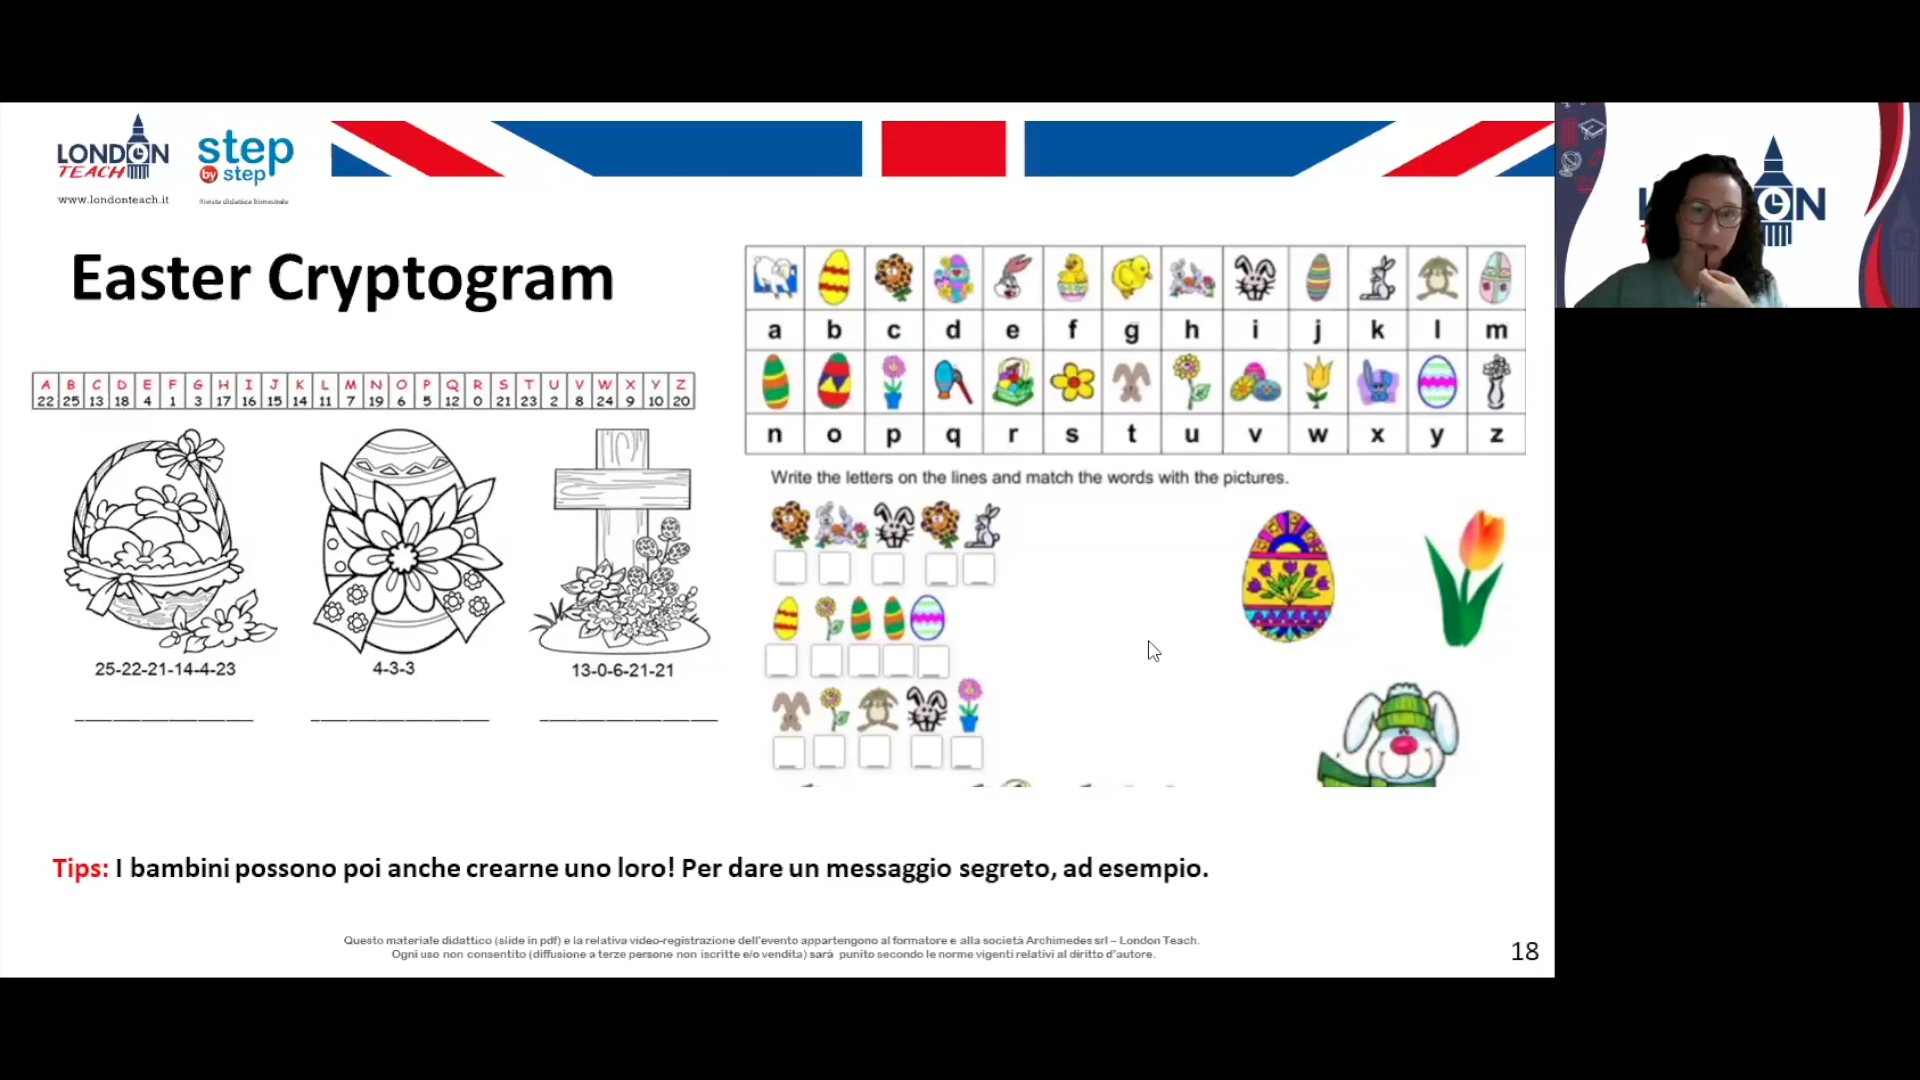 LONDON
TEACH
www.londonteach.it
step
by step
Rivista didattica bimestrale
Easter Cryptogram
A B C D E F G H I J K L M N O P Q R S T U V W X Y Z
22 25 13 18 4 1 3 17 16 15 14 11 7 19 6 5 12 0 21 23 2 8 24 9 10 20
25-22-21-14-4-23
4-3-3
13-0-6-21-21
a b c d e f g h i j k l m
n o p q r s t u v w x y z
Write the letters on the lines and match the words with the pictures.
Tips: I bambini possono poi anche crearne uno loro! Per dare un messaggio segreto, ad esempio.
Questo materiale didattico (slide in pdf) e la relativa video-registrazione dell'evento appartengono al formatore e alla società Archimedes srl – London Teach.
Ogni uso non consentito (diffusione a terze persone non iscritte e/o vendita) sarà punito secondo le norme vigenti relativi al diritto d'autore.
18